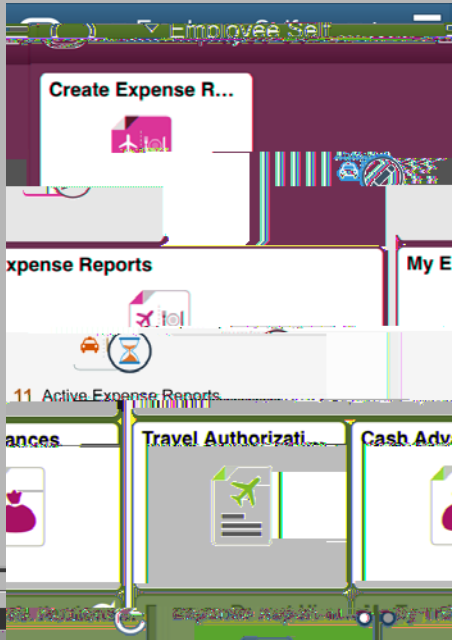 Employee Self
Create Expense R...
xpense Reports
My E
11 Active Expense Reports
ances
Travel Authorizati...
Cash Adv